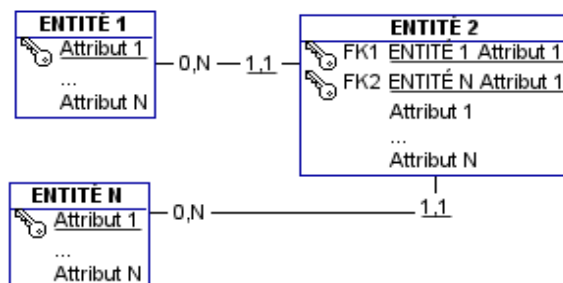 ENTITÉ 1
Attribut 1
...
Attribut N
0,N
1,1
ENTITÉ 2
FK1 ENTITÉ 1 Attribut 1
FK2 ENTITÉ N Attribut 1
Attribut 1
...
Attribut N
ENTITÉ N
Attribut 1
...
Attribut N
0,N
1,1